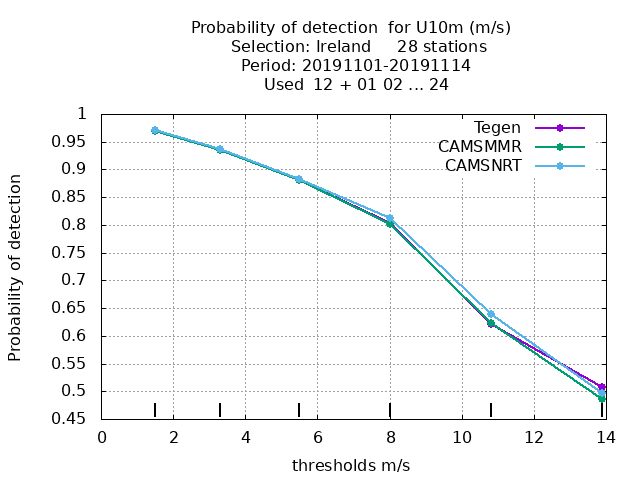 Probability of detection  for U10m (m/s)
Selection: Ireland     28 stations
Period: 20191101-20191114
Used  12 + 01 02 ... 24
Tegen
CAMSMMR
CAMSNRT
Probability of detection
1
0.95
0.9
0.85
0.8
0.75
0.7
0.65
0.6
0.55
0.5
0.45
0 2 4 6 8 10 12 14
thresholds m/s